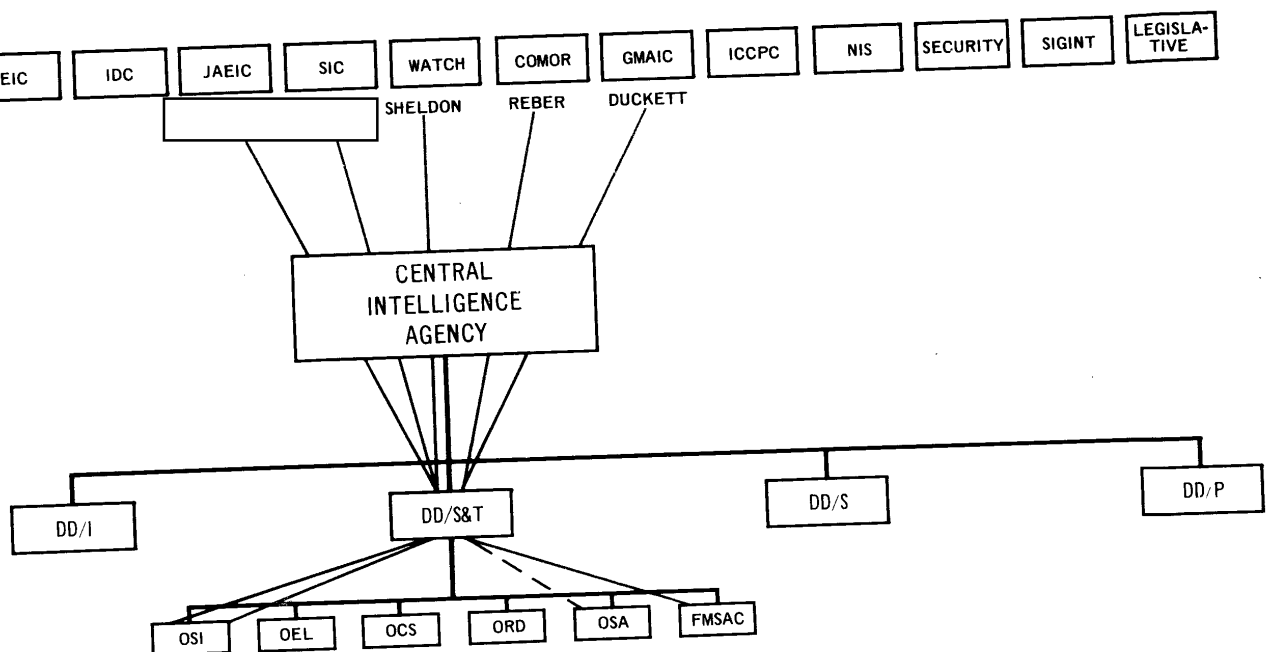 EIC
IDC
JAEIC
SIC
WATCH
COMOR
GMAIC
ICCPC
NIS
SECURITY
SIGINT
LEGISLA-
TIVE
SHELDON
REBER
DUCKETT
CENTRAL
INTELLIGENCE
AGENCY
DD/I
DD/S&T
DD/S
DD/P
OSI
OEL
OCS
ORD
OSA
FMSAC